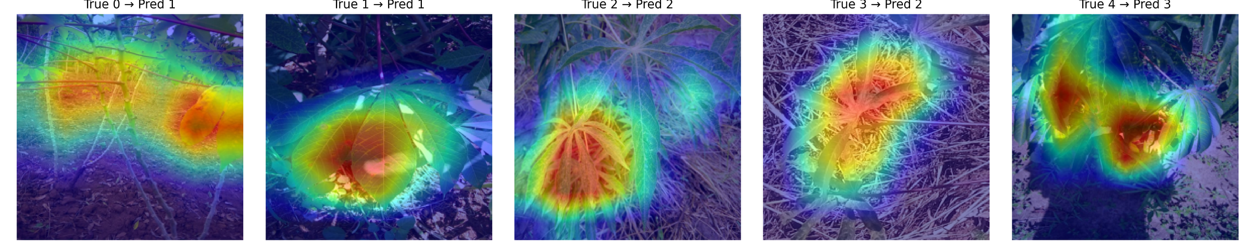 True 0 → Pred 1
True 1 → Pred 1
True 2 → Pred 2
True 3 → Pred 2
True 4 → Pred 3